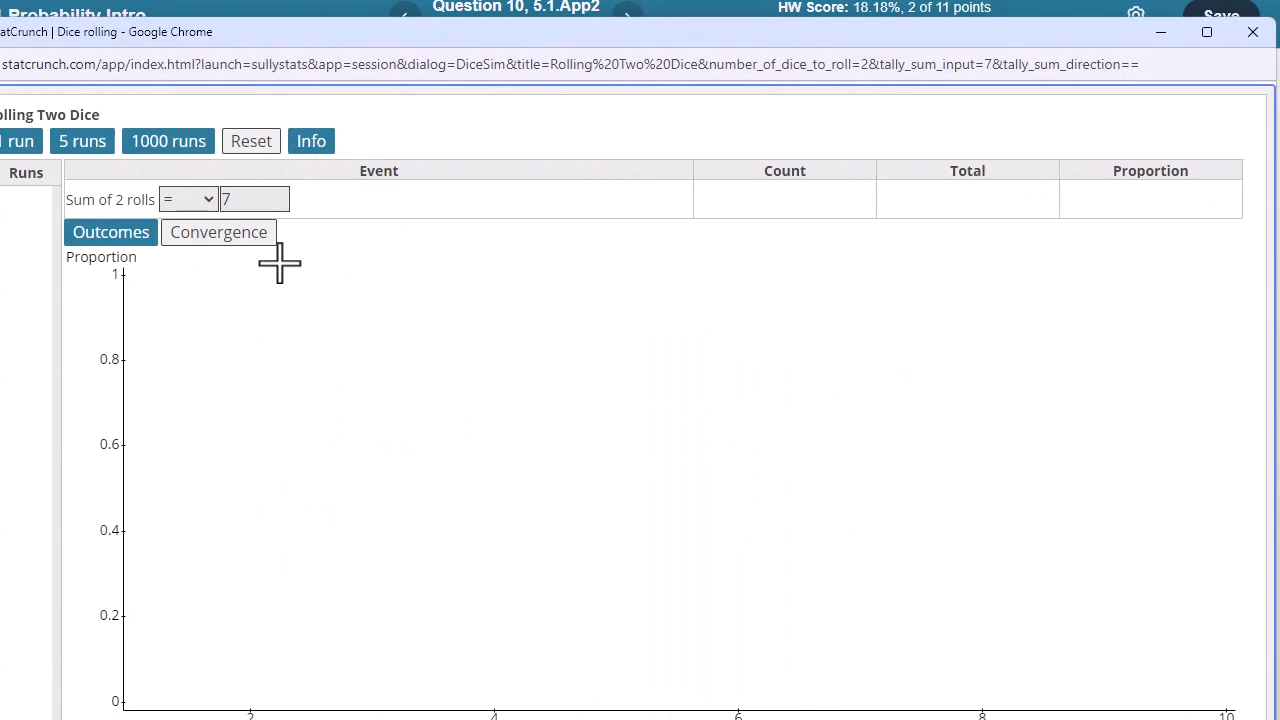 Probability Intro
Question 10, 5.1.App2
HW Score: 18.18%, 2 of 11 points
Save
atCrunch | Dice rolling - Google Chrome
statcrunch.com/app/index.html?launch=sullystats&app=session&dialog=DiceSim&title=Rolling%20Two%20Dice&number_of_dice_to_roll=2&tally_sum_input=7&tally_sum_direction==
olling Two Dice
1 run 5 runs 1000 runs Reset Info
Runs Event Count Total Proportion
Sum of 2 rolls = 7
Outcomes Convergence
Proportion
1
0.8
0.6
0.4
0.2
0
2 4 6 8 10